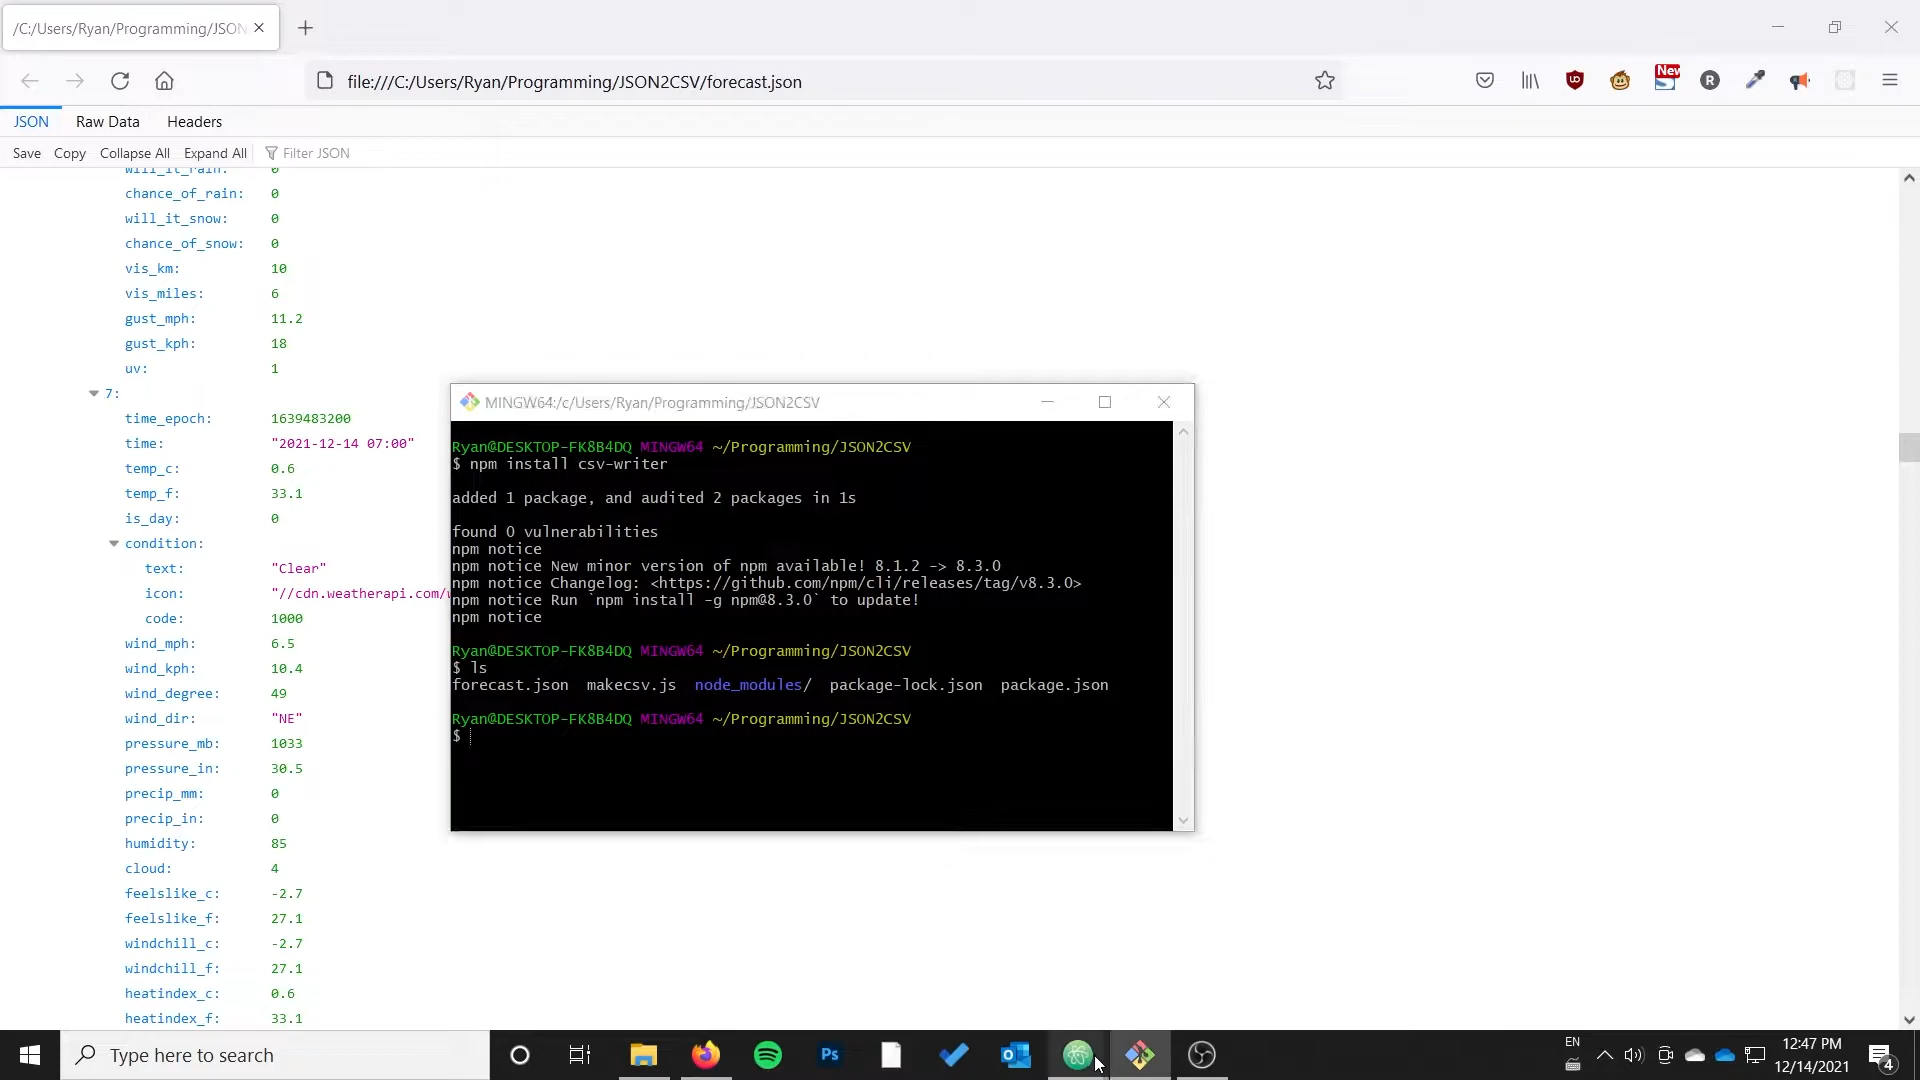 /C:/Users/Ryan/Programming/JSON
file:///C:/Users/Ryan/Programming/JSON2CSV/forecast.json
New
R
JSON Raw Data Headers
Save Copy Collapse All Expand All Filter JSON
will_it_rain: 0
chance_of_rain: 0
will_it_snow: 0
chance_of_snow: 0
vis_km: 10
vis_miles: 6
gust_mph: 11.2
gust_kph: 18
uv: 1
7:
time_epoch: 1639483200
time: "2021-12-14 07:00"
temp_c: 0.6
temp_f: 33.1
is_day: 0
condition:
text: "Clear"
icon: "//cdn.weatherapi.com/
code: 1000
wind_mph: 6.5
wind_kph: 10.4
wind_degree: 49
wind_dir: "NE"
pressure_mb: 1033
pressure_in: 30.5
precip_mm: 0
precip_in: 0
humidity: 85
cloud: 4
feelslike_c: -2.7
feelslike_f: 27.1
windchill_c: -2.7
windchill_f: 27.1
heatindex_c: 0.6
heatindex_f: 33.1
MINGW64:/c/Users/Ryan/Programming/JSON2CSV
Ryan@DESKTOP-FK8B4DQ MINGW64 ~/Programming/JSON2CSV
$ npm install csv-writer
added 1 package, and audited 2 packages in 1s
found 0 vulnerabilities
npm notice
npm notice New minor version of npm available! 8.1.2 -> 8.3.0
npm notice Changelog: <https://github.com/npm/cli/releases/tag/v8.3.0>
npm notice Run `npm install -g npm@8.3.0` to update!
npm notice
Ryan@DESKTOP-FK8B4DQ MINGW64 ~/Programming/JSON2CSV
$ ls
forecast.json makecsv.js node_modules/ package-lock.json package.json
Ryan@DESKTOP-FK8B4DQ MINGW64 ~/Programming/JSON2CSV
$
Type here to search
Ps
EN
12:47 PM
12/14/2021
4